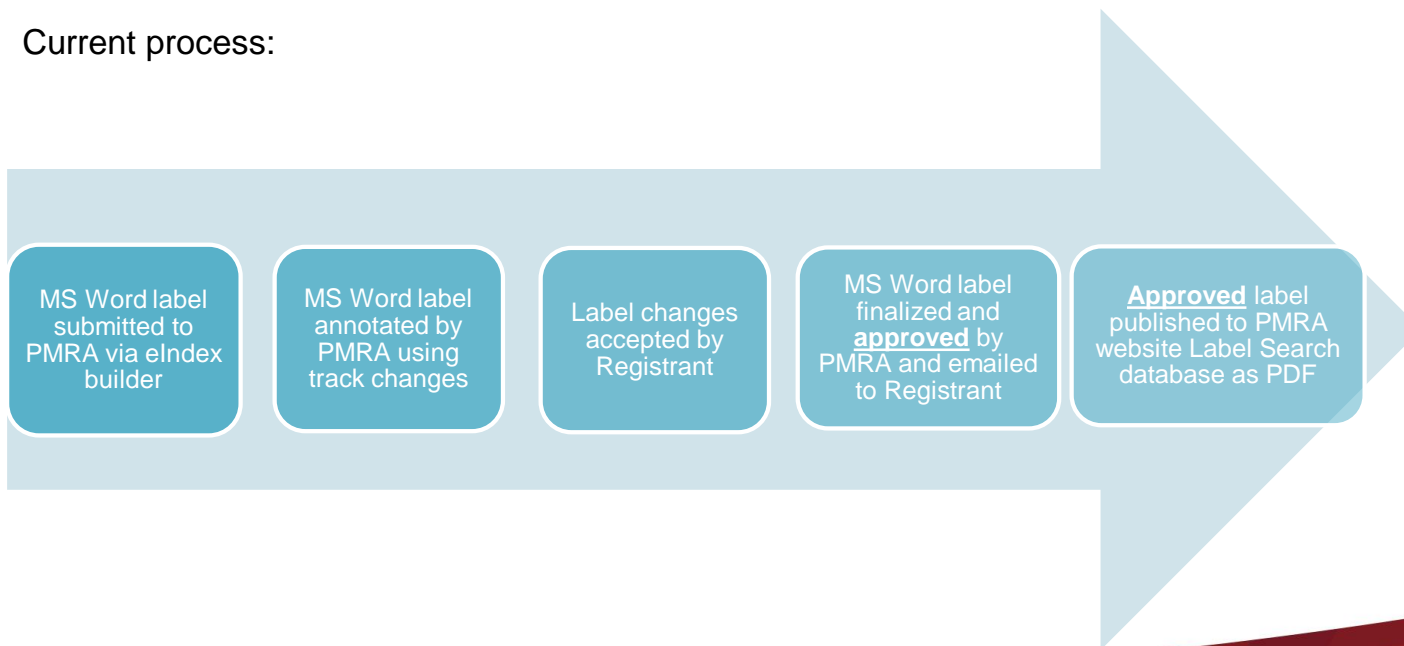 Current process:
MS Word label
submitted to
PMRA via eIndex
builder
MS Word label
annotated by
PMRA using
track changes
Label changes
accepted by
Registrant
MS Word label
finalized and
approved by
PMRA and emailed
to Registrant
Approved label
published to PMRA
website Label Search
database as PDF